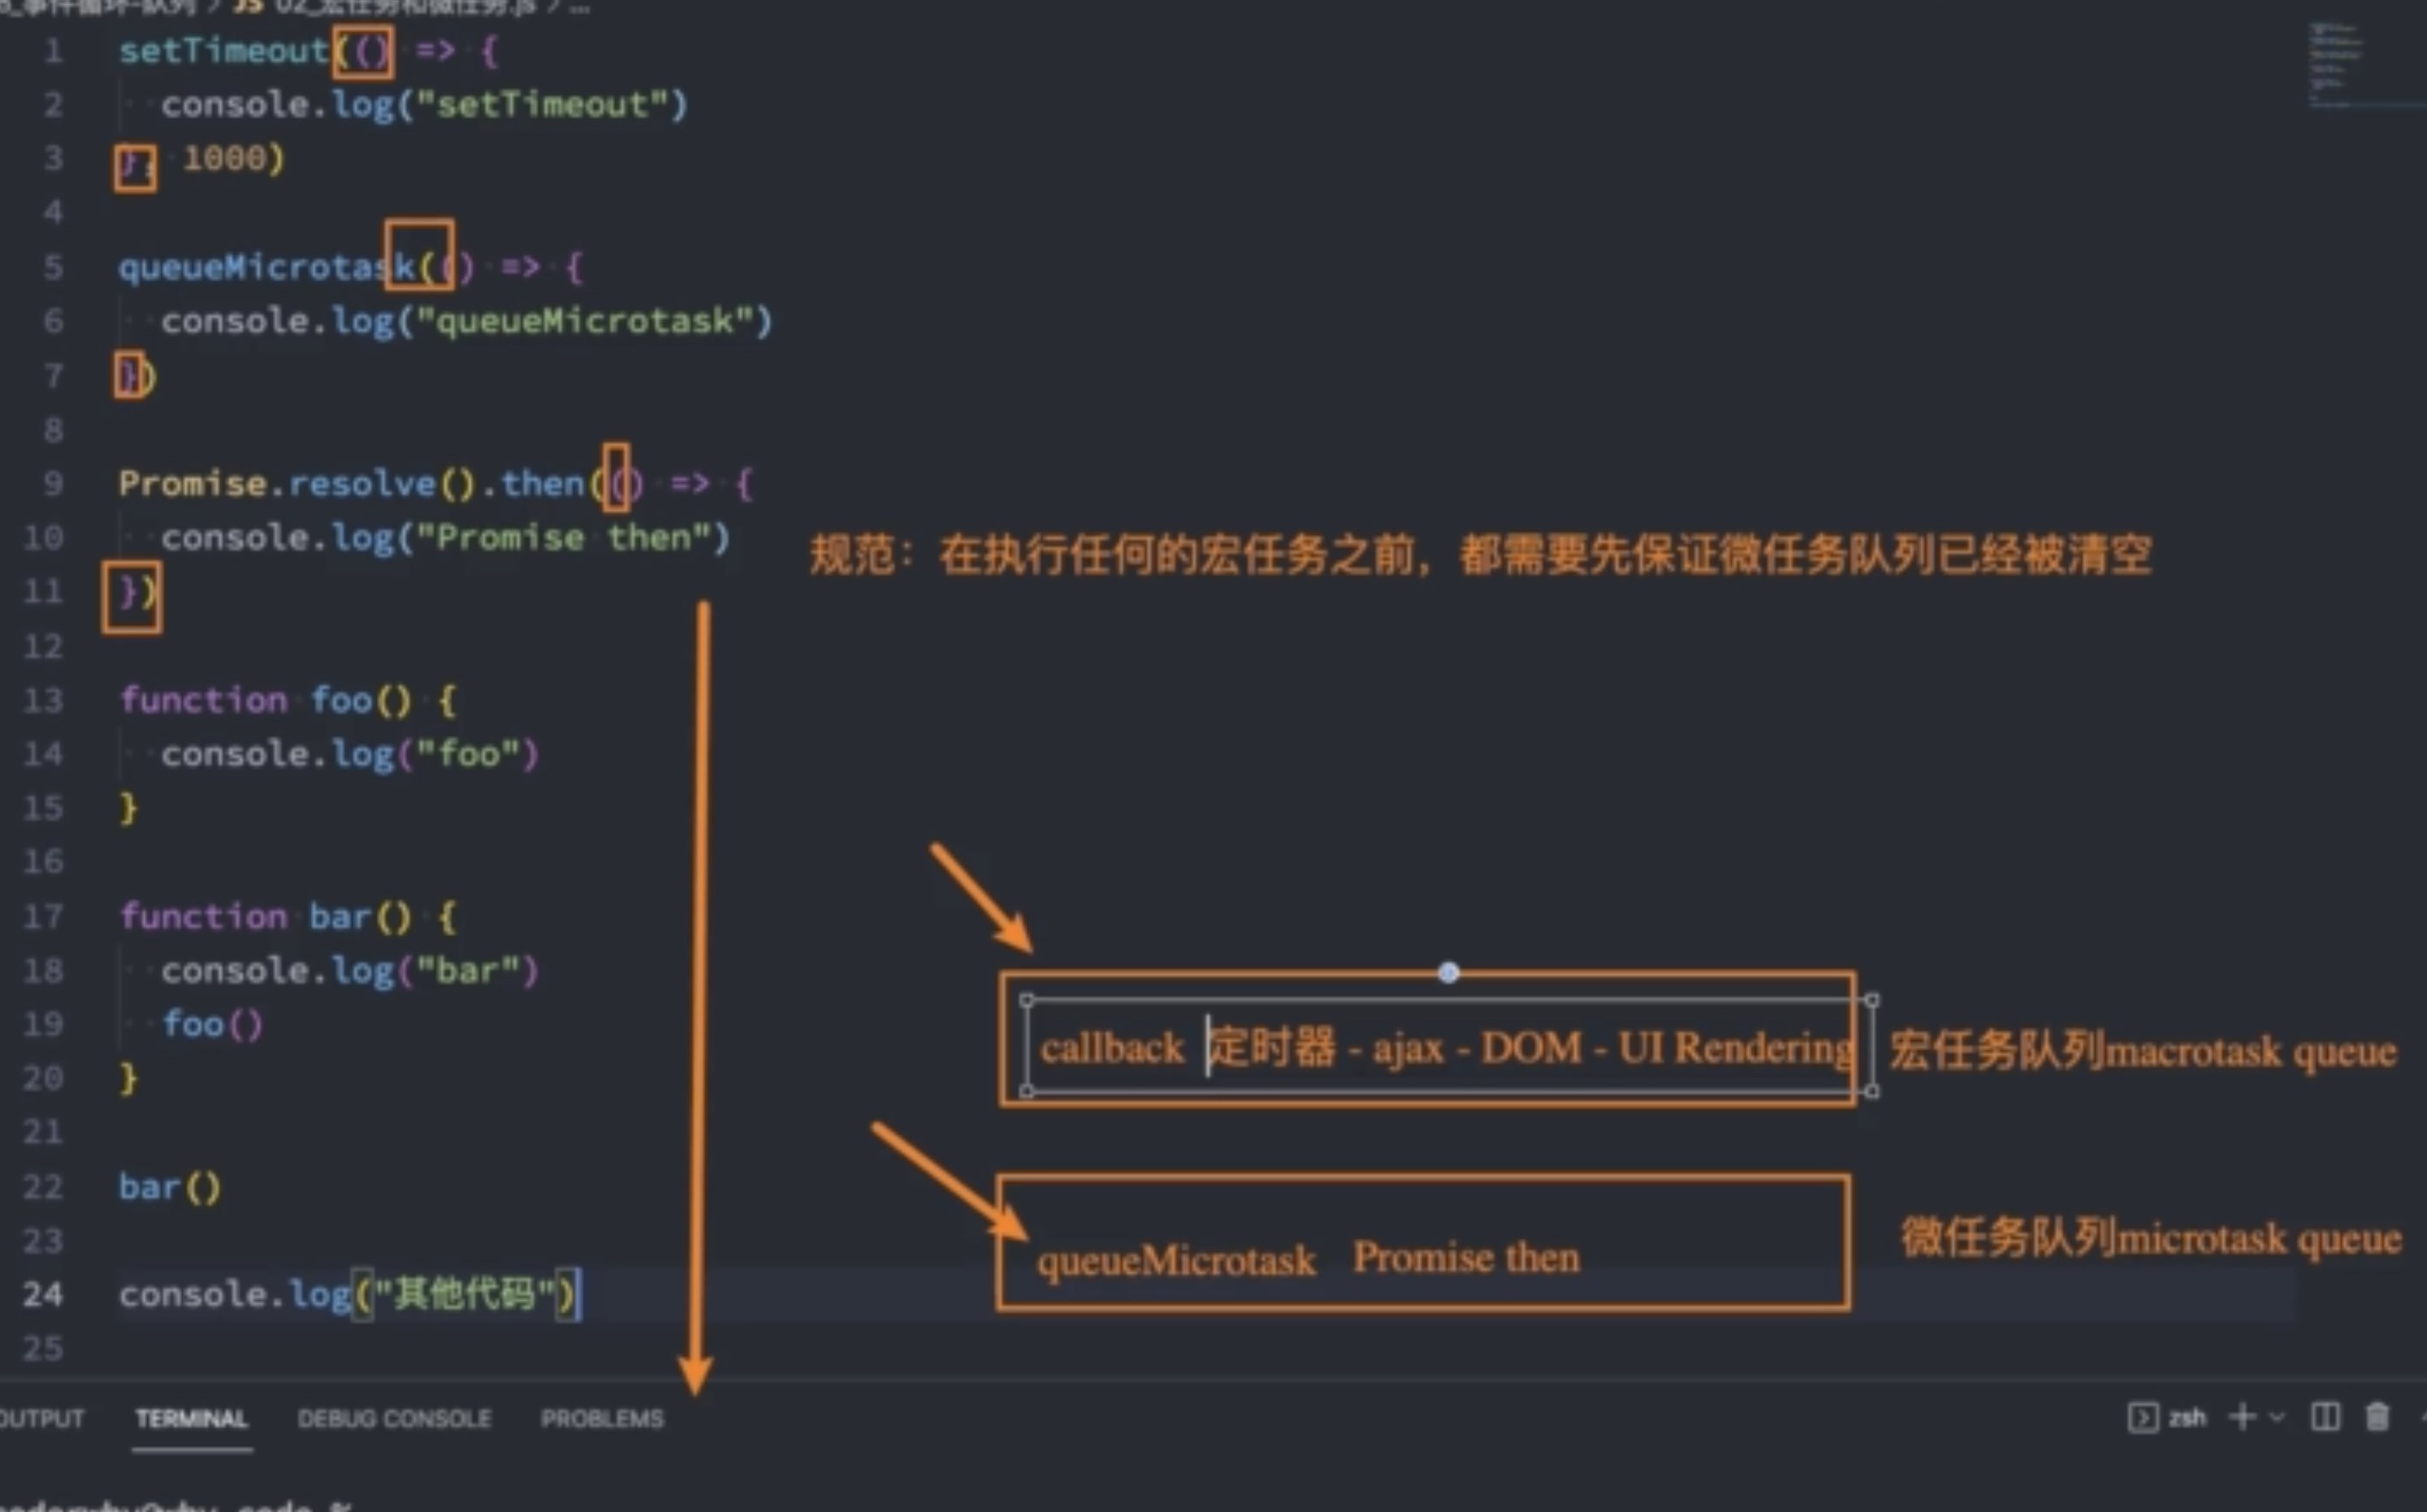 JS 02_宏任务和微任务.js > ...
1 setTimeout(() => {
2   console.log("setTimeout")
3 }, 1000)
4
5 queueMicrotask(() => {
6   console.log("queueMicrotask")
7 })
8
9 Promise.resolve().then(() => {
10   console.log("Promise then")
规范：在执行任何的宏任务之前，都需要先保证微任务队列已经被清空
11 })
12
13 function foo() {
14   console.log("foo")
15 }
16
17 function bar() {
18   console.log("bar")
19   foo()
callback 定时器 - ajax - DOM - UI Rendering
宏任务队列macrotask queue
20 }
21
22 bar()
23
queueMicrotask Promise then
微任务队列microtask queue
24 console.log("其他代码")
25
OUTPUT TERMINAL DEBUG CONSOLE PROBLEMS
zsh